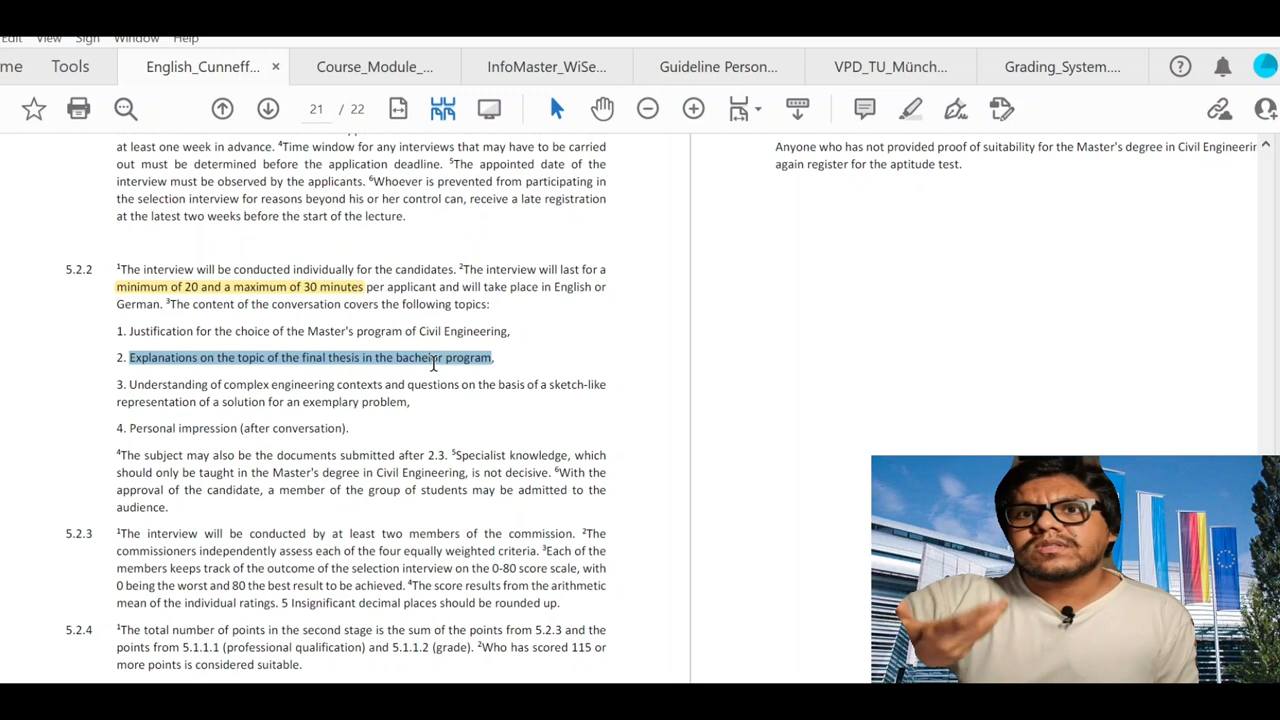 Edit View Sign Window Help
me Tools English_Cunneff... × Course_Module_... InfoMaster_WiSe... Guideline Person... VPD_TU_Münch... Grading_System....
21 / 22
at least one week in advance. ⁴Time window for any interviews that may have to be carried
out must be determined before the application deadline. ⁵The appointed date of the
interview must be observed by the applicants. ⁶Whoever is prevented from participating in
the selection interview for reasons beyond his or her control can, receive a late registration
at the latest two weeks before the start of the lecture.
Anyone who has not provided proof of suitability for the Master's degree in Civil Engineerin
again register for the aptitude test.
5.2.2 ¹The interview will be conducted individually for the candidates. ²The interview will last for a
minimum of 20 and a maximum of 30 minutes per applicant and will take place in English or
German. ³The content of the conversation covers the following topics:
1. Justification for the choice of the Master's program of Civil Engineering,
2. Explanations on the topic of the final thesis in the bachelor program,
3. Understanding of complex engineering contexts and questions on the basis of a sketch-like
representation of a solution for an exemplary problem,
4. Personal impression (after conversation).
⁴The subject may also be the documents submitted after 2.3. ⁵Specialist knowledge, which
should only be taught in the Master's degree in Civil Engineering, is not decisive. ⁶With the
approval of the candidate, a member of the group of students may be admitted to the
audience.
5.2.3 ¹The interview will be conducted by at least two members of the commission. ²The
commissioners independently assess each of the four equally weighted criteria. ³Each of the
members keeps track of the outcome of the selection interview on the 0-80 score scale, with
0 being the worst and 80 the best result to be achieved. ⁴The score results from the arithmetic
mean of the individual ratings. 5 Insignificant decimal places should be rounded up.
5.2.4 ¹The total number of points in the second stage is the sum of the points from 5.2.3 and the
points from 5.1.1.1 (professional qualification) and 5.1.1.2 (grade). ²Who has scored 115 or
more points is considered suitable.